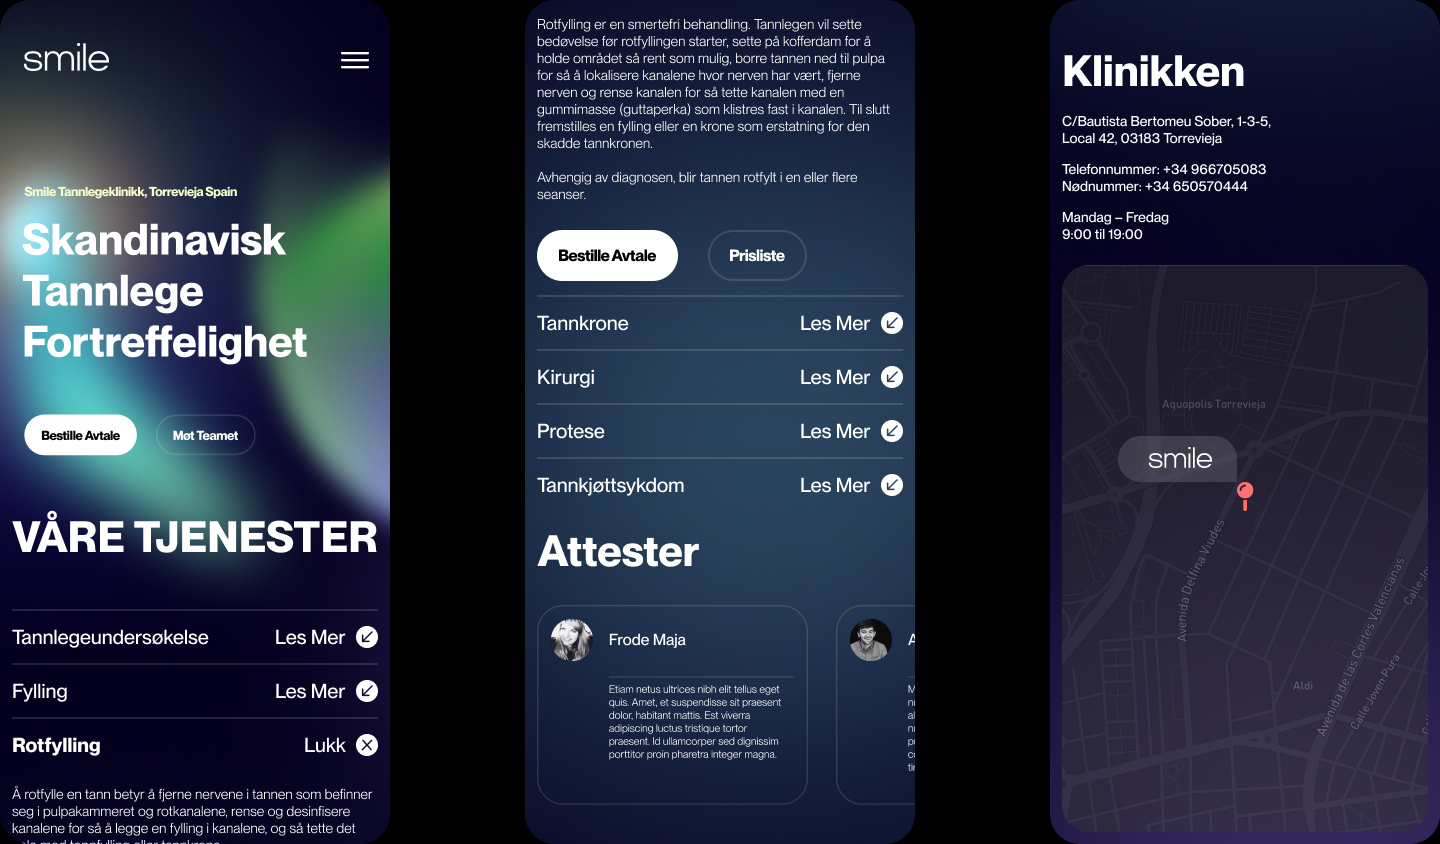 smile
Smile Tannlegeklinikk, Torrevieja Spain
Skandinavisk
Tannlege
Fortreffelighet
Bestille Avtale
Møt Teamet
VÅRE TJENESTER
Tannlegeundersøkelse Les Mer
Fylling Les Mer
Rotfylling Lukk
Å rotfylle en tann betyr å fjerne nervene i tannen som befinner
seg i pulpakammeret og rotkanalene, rense og desinfisere
kanalene for så å legge en fylling i kanalene, og så tette det
Rotfylling er en smertefri behandling. Tannlegen vil sette
bedøvelse før rotfyllingen starter, sette på kofferdam for å
holde området så rent som mulig, borre tannen ned til pulpa
for så å lokalisere kanalene hvor nerven har vært, fjerne
nerven og rense kanalen for så tette kanalen med en
gummimasse (guttaperka) som klistres fast i kanalen. Til slutt
fremstilles en fylling eller en krone som erstatning for den
skadde tannkronen.
Avhengig av diagnosen, blir tannen rotfylt i en eller flere
seanser.
Bestille Avtale
Prisliste
Tannkrone Les Mer
Kirurgi Les Mer
Protese Les Mer
Tannkjøttsykdom Les Mer
Attester
Frode Maja
Etiam netus ultrices nibh elit tellus eget
quis. Amet, et suspendisse sit praesent
dolor, habitant mattis. Est viverra
adipiscing luctus tristique tortor
praesent. Id ullamcorper sed dignissim
porttitor proin pharetra integer magna.
Klinikken
C/Bautista Bertomeu Sober, 1-3-5,
Local 42, 03183 Torrevieja
Telefonnummer: +34 966705083
Nødnummer: +34 650570444
Mandag – Fredag
9:00 til 19:00
Aquopolis Torrevieja
smile
Avenida Delfina Viudes
Avenida de las Cortes Valencianas
Calle Joven Pura
Aldi